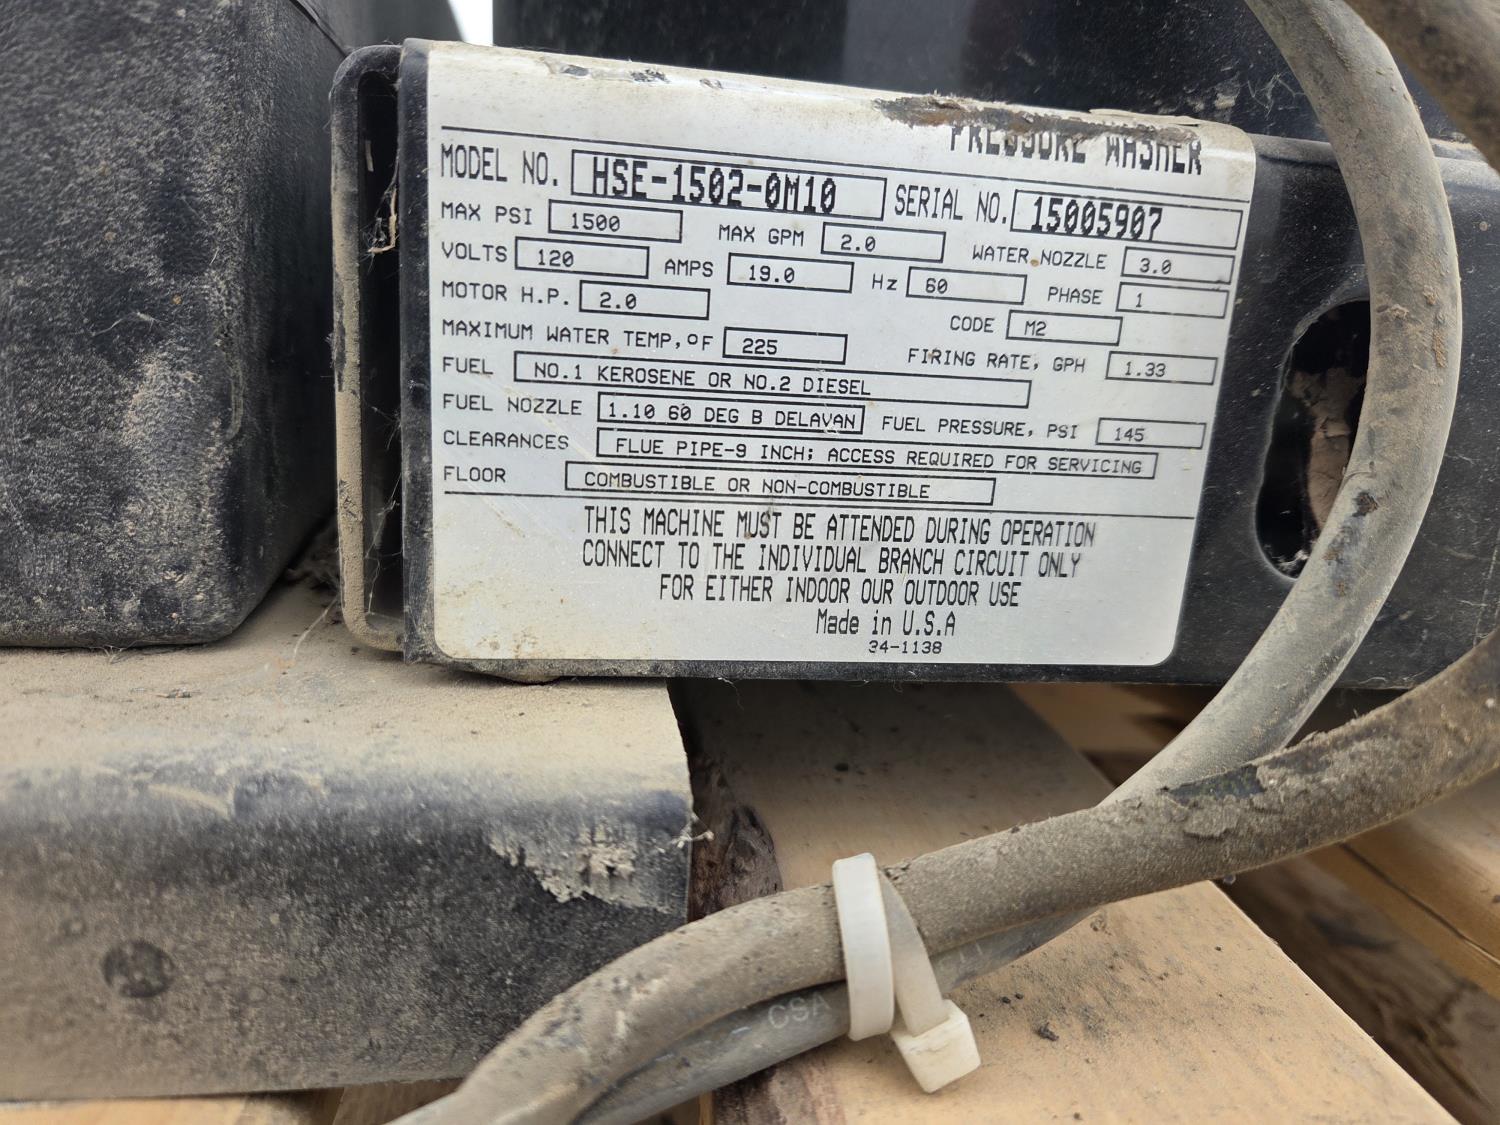 PRESSURE WASHER
MODEL NO. HSE-1502-0M10 SERIAL NO. 15005907
MAX PSI 1500 MAX GPM 2.0 WATER NOZZLE 3.0
VOLTS 120 AMPS 19.0 Hz 60 PHASE 1
MOTOR H.P. 2.0 CODE M2
MAXIMUM WATER TEMP,°F 225 FIRING RATE, GPH 1.33
FUEL NO.1 KEROSENE OR NO.2 DIESEL
FUEL NOZZLE 1.10 60 DEG B DELAVAN FUEL PRESSURE, PSI 145
CLEARANCES FLUE PIPE-9 INCH; ACCESS REQUIRED FOR SERVICING
FLOOR COMBUSTIBLE OR NON-COMBUSTIBLE
THIS MACHINE MUST BE ATTENDED DURING OPERATION
CONNECT TO THE INDIVIDUAL BRANCH CIRCUIT ONLY
FOR EITHER INDOOR OUR OUTDOOR USE
Made in U.S.A
34-1138
CSA